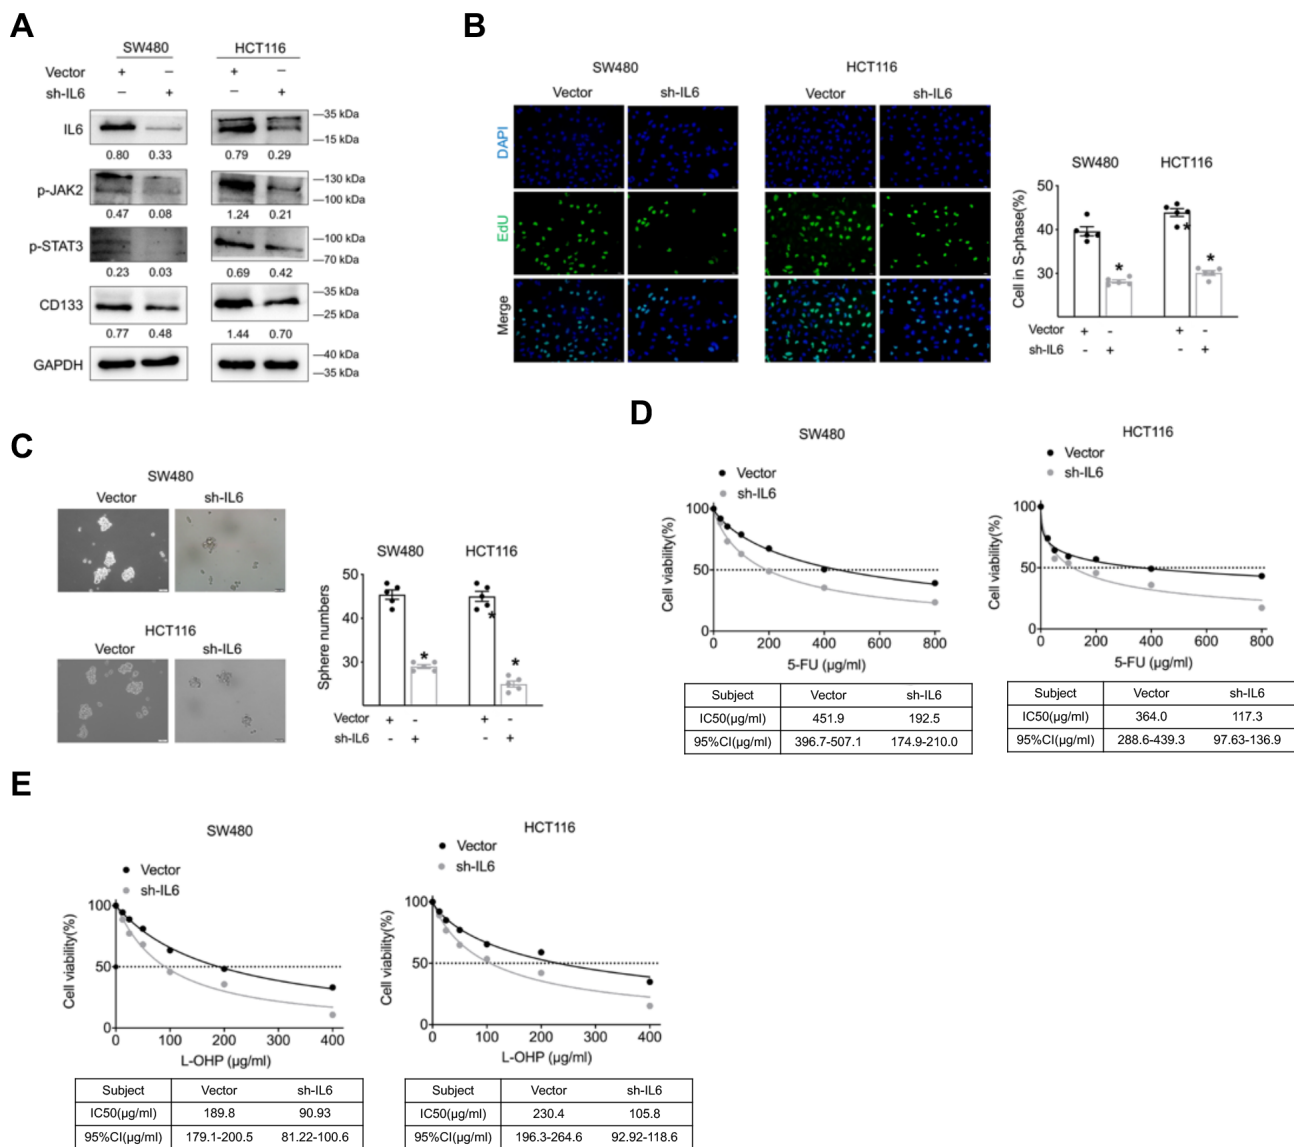 A
SW480 HCT116
Vector + – + –
sh-IL6 – + – +
IL6
—35 kDa
—15 kDa
0.80 0.33 0.79 0.29
p-JAK2
—130 kDa
—100 kDa
0.47 0.08 1.24 0.21
p-STAT3
—100 kDa
—70 kDa
0.23 0.03 0.69 0.42
CD133
—35 kDa
—25 kDa
0.77 0.48 1.44 0.70
GAPDH
—40 kDa
—35 kDa
B
SW480 HCT116
Vector sh-IL6 Vector sh-IL6
DAPI
EdU
Merge
SW480 HCT116
Cell in S-phase(%)
50
40
30
* * *
Vector + - + -
sh-IL6 - + - +
C
SW480
Vector sh-IL6
HCT116
Vector sh-IL6
SW480 HCT116
Sphere numbers
50
40
30
* * *
Vector + - + -
sh-IL6 - + - +
D
SW480
Vector
sh-IL6
Cell viability(%)
100
50
0
0 200 400 600 800
5-FU (μg/ml)
Subject Vector sh-IL6
IC50(μg/ml) 451.9 192.5
95%CI(μg/ml) 396.7-507.1 174.9-210.0
HCT116
Vector
sh-IL6
Cell viability(%)
100
50
0
0 200 400 600 800
5-FU (μg/ml)
Subject Vector sh-IL6
IC50(μg/ml) 364.0 117.3
95%CI(μg/ml) 288.6-439.3 97.63-136.9
E
SW480
Vector
sh-IL6
Cell viability(%)
100
50
0
0 100 200 300 400
L-OHP (μg/ml)
Subject Vector sh-IL6
IC50(μg/ml) 189.8 90.93
95%CI(μg/ml) 179.1-200.5 81.22-100.6
HCT116
Vector
sh-IL6
Cell viability(%)
100
50
0
0 100 200 300 400
L-OHP (μg/ml)
Subject Vector sh-IL6
IC50(μg/ml) 230.4 105.8
95%CI(μg/ml) 196.3-264.6 92.92-118.6